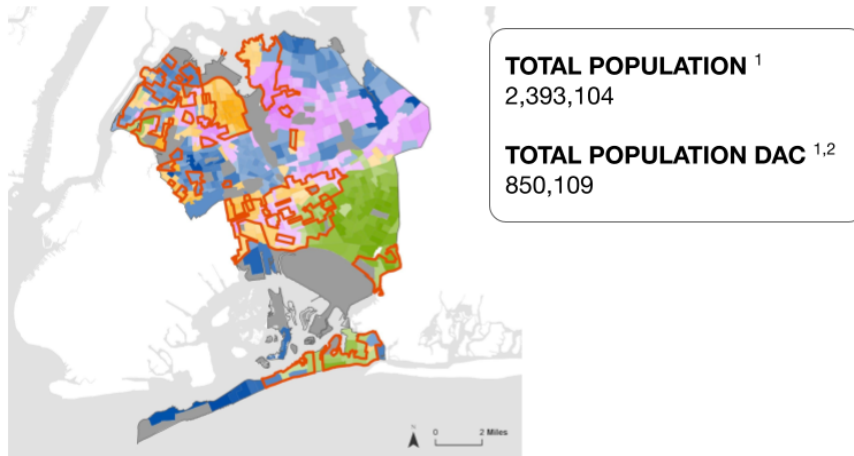 TOTAL POPULATION 1
2,393,104
TOTAL POPULATION DAC 1,2
850,109
N
0 2 Miles